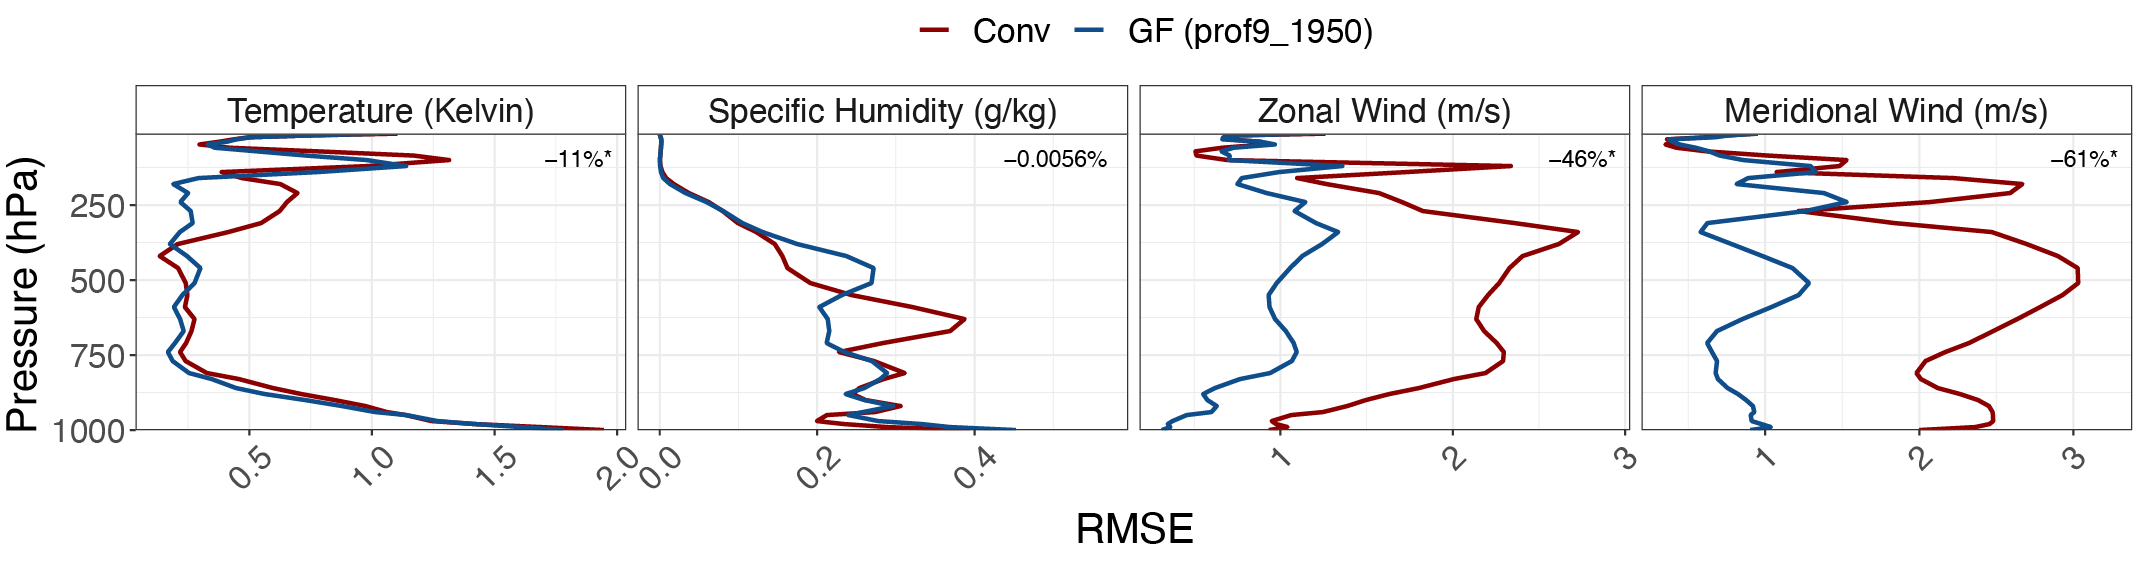 Conv GF (prof9_1950)
Temperature (Kelvin) Specific Humidity (g/kg) Zonal Wind (m/s) Meridional Wind (m/s)
−11%* −0.0056% −46%* −61%*
Pressure (hPa)
250
500
750
1000
0.5 1.0 1.5 2.0 0.0 0.2 0.4 1 2 3 1 2 3
RMSE